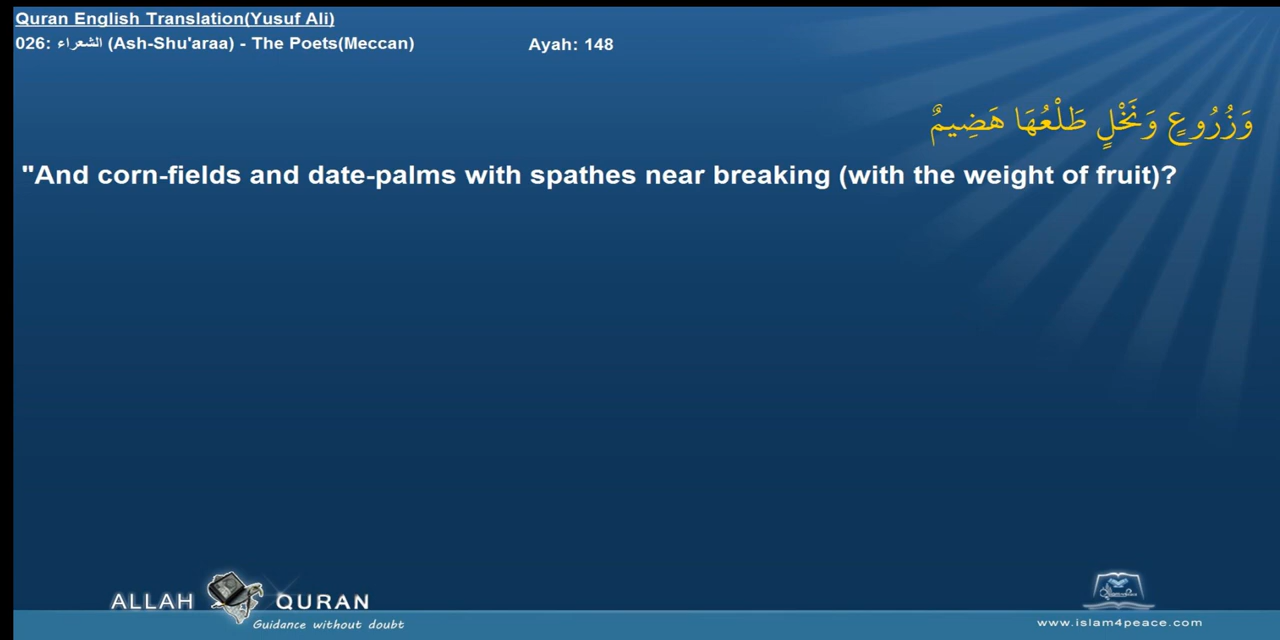 Quran English Translation(Yusuf Ali)
026: الشعراء (Ash-Shu'araa) - The Poets(Meccan) Ayah: 148
وَزُرُوعٍ وَنَخْلٍ طَلْعُهَا هَضِيمٌ
"And corn-fields and date-palms with spathes near breaking (with the weight of fruit)?
ALLAH QURAN
Guidance without doubt
www.islam4peace.com